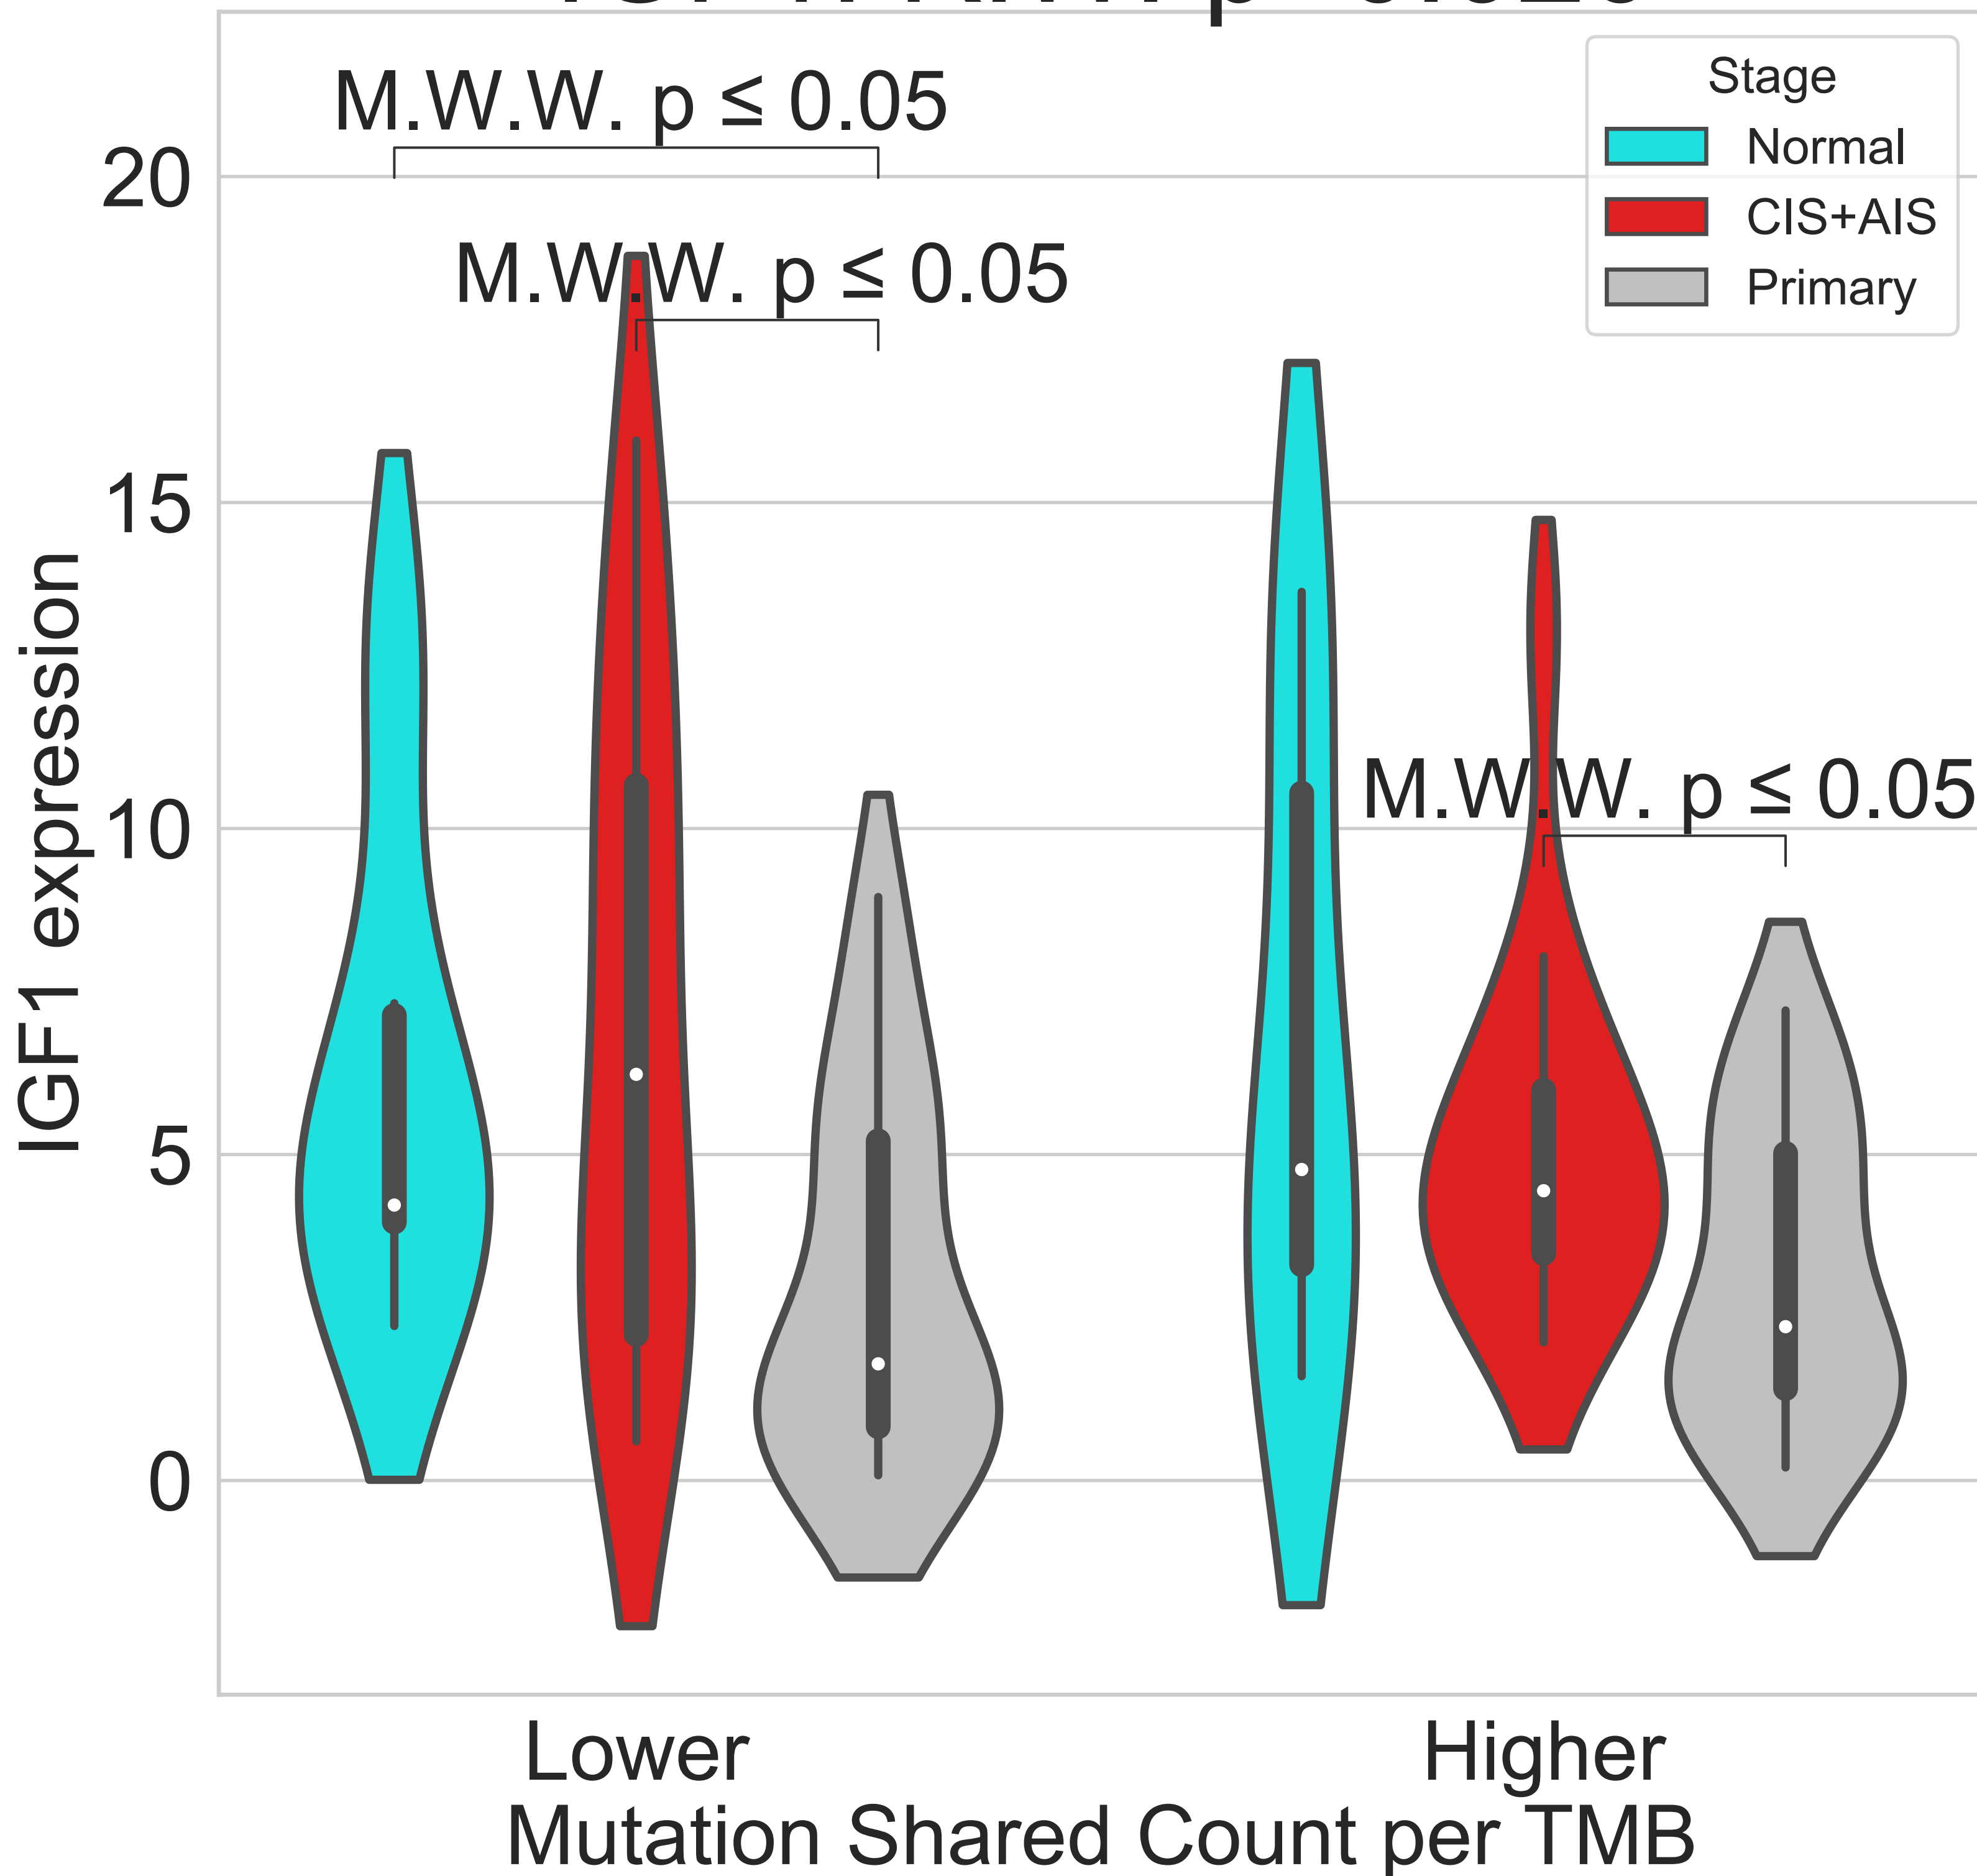 M.W.W. p ≤ 0.05
M.W.W. p ≤ 0.05
M.W.W. p ≤ 0.05
Stage
Normal
CIS+AIS
Primary
20
15
10
5
0
IGF1 expression
Lower
Higher
Mutation Shared Count per TMB